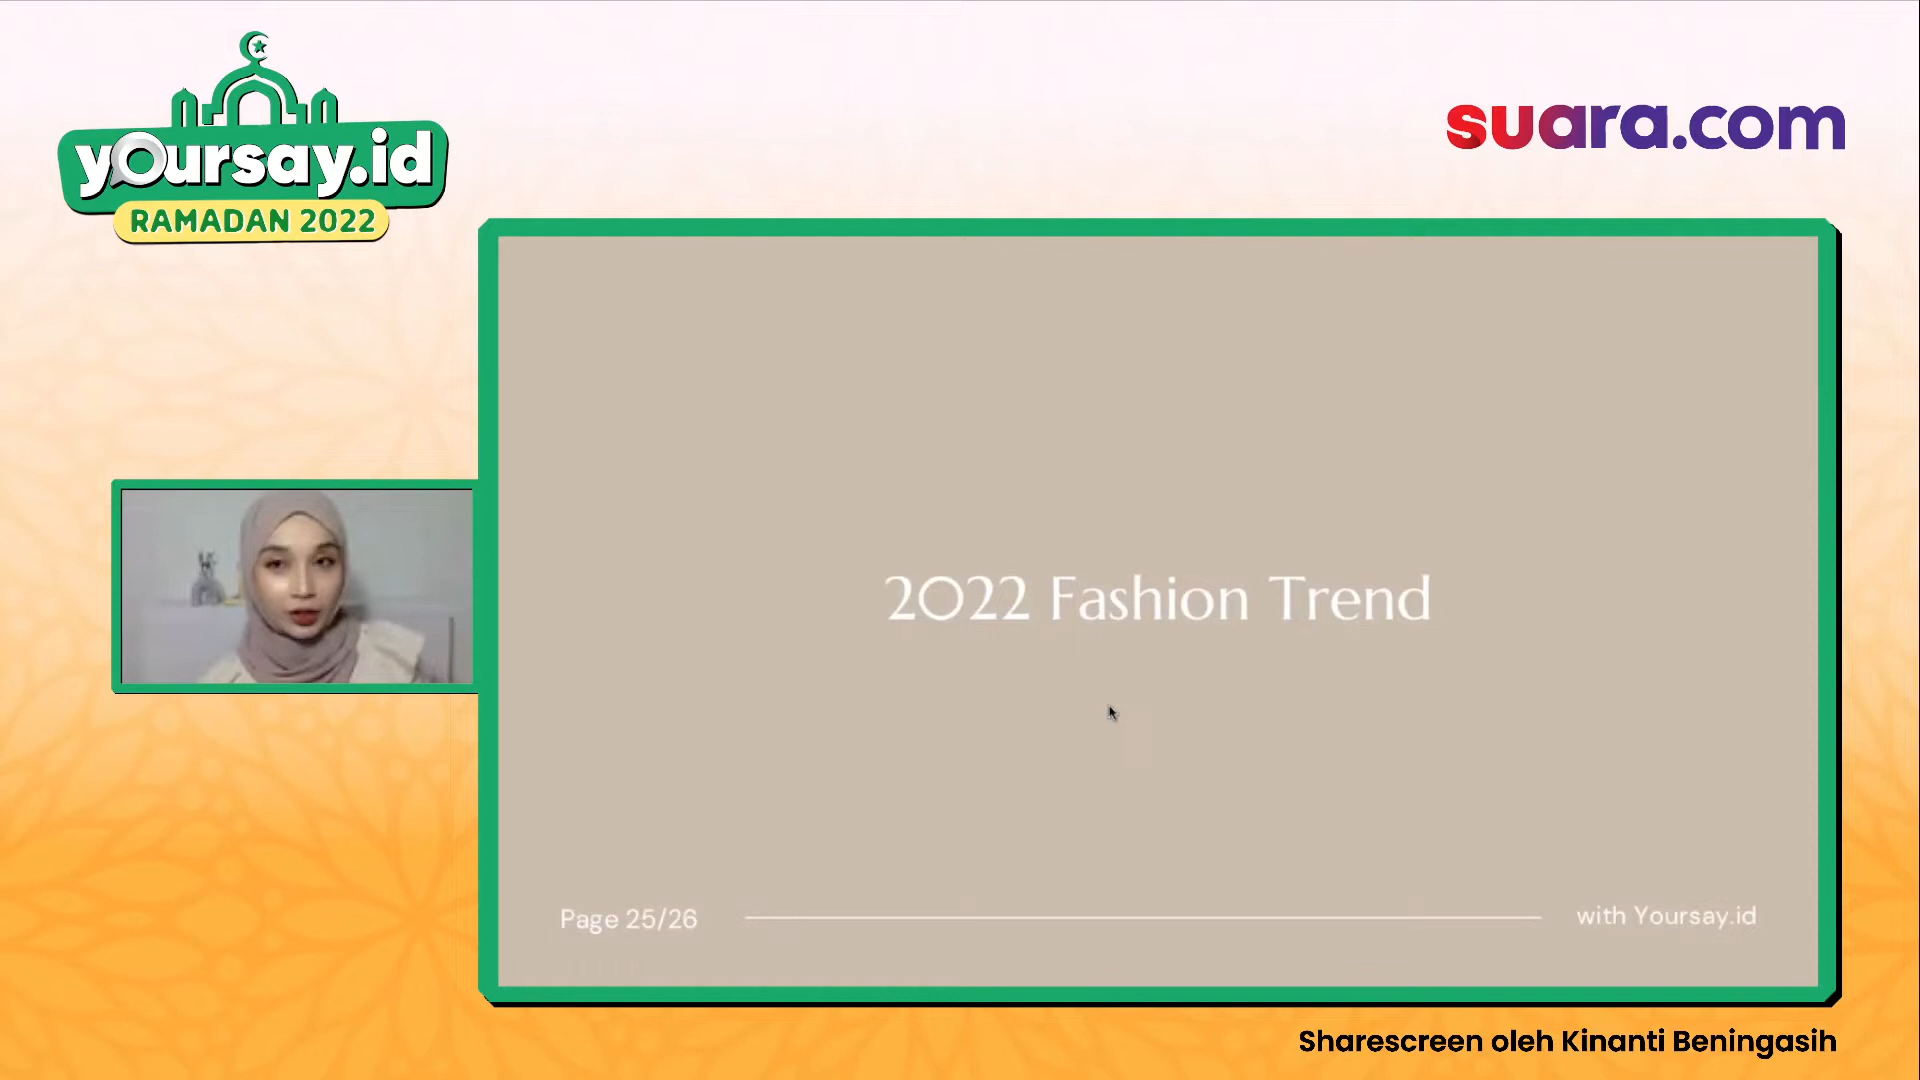 yoursay.id
RAMADAN 2022
suara.com
2022 Fashion Trend
Page 25/26
with Yoursay.id
Sharescreen oleh Kinanti Beningasih